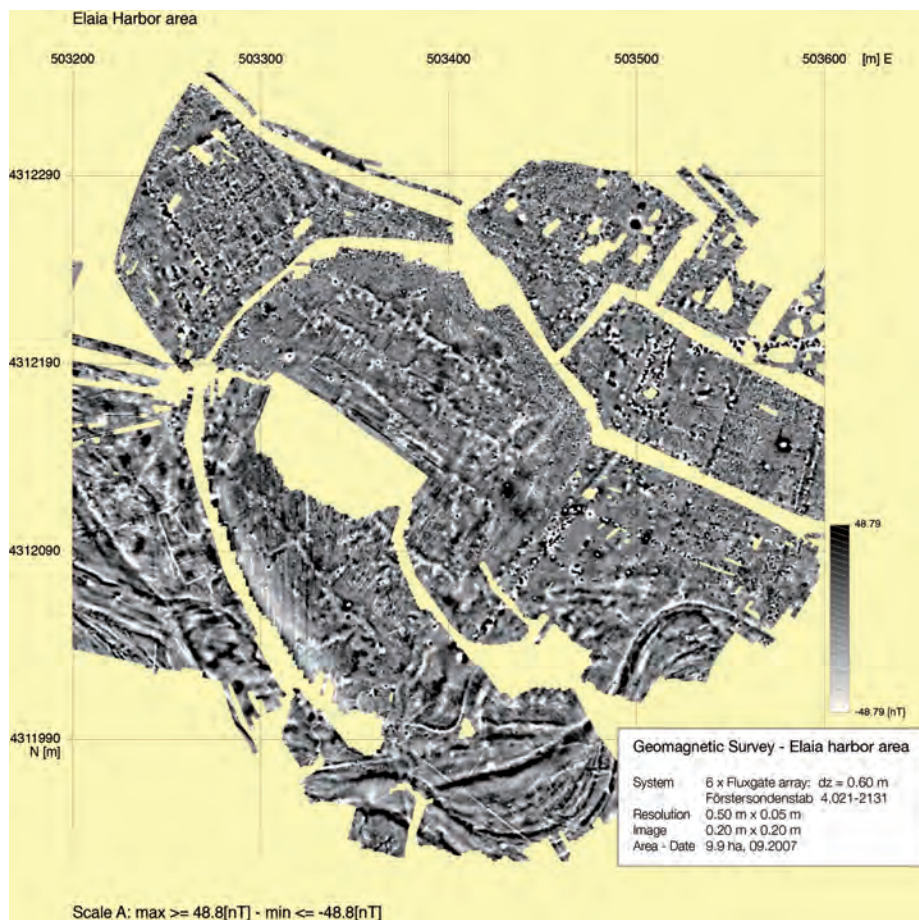 Elaia Harbor area
503200 503300 503400 503500 503600 [m] E
4312290
4312190
4312090
4311990
N [m]
48.79
-48.79 [nT]
Geomagnetic Survey - Elaia harbor area
System 6 x Fluxgate array: dz = 0.60 m
Förstersondenstab 4.021-2131
Resolution 0.50 m x 0.05 m
Image 0.20 m x 0.20 m
Area - Date 9.9 ha, 09.2007
Scale A: max >= 48.8[nT] - min <= -48.8[nT]